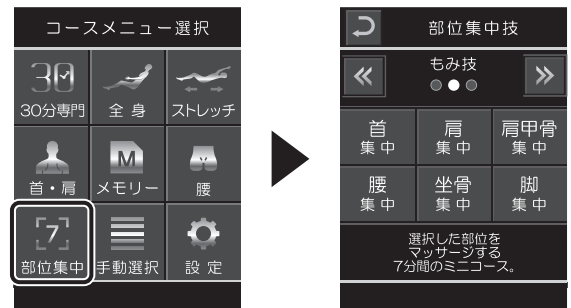 コースメニュー選択
30
30分専門
全身
ストレッチ
首・肩
M
メモリー
腰
7
部位集中
手動選択
設定
部位集中技
もみ技
首
集中
肩
集中
肩甲骨
集中
腰
集中
坐骨
集中
脚
集中
選択した部位を
マッサージする
7分間のミニコース。